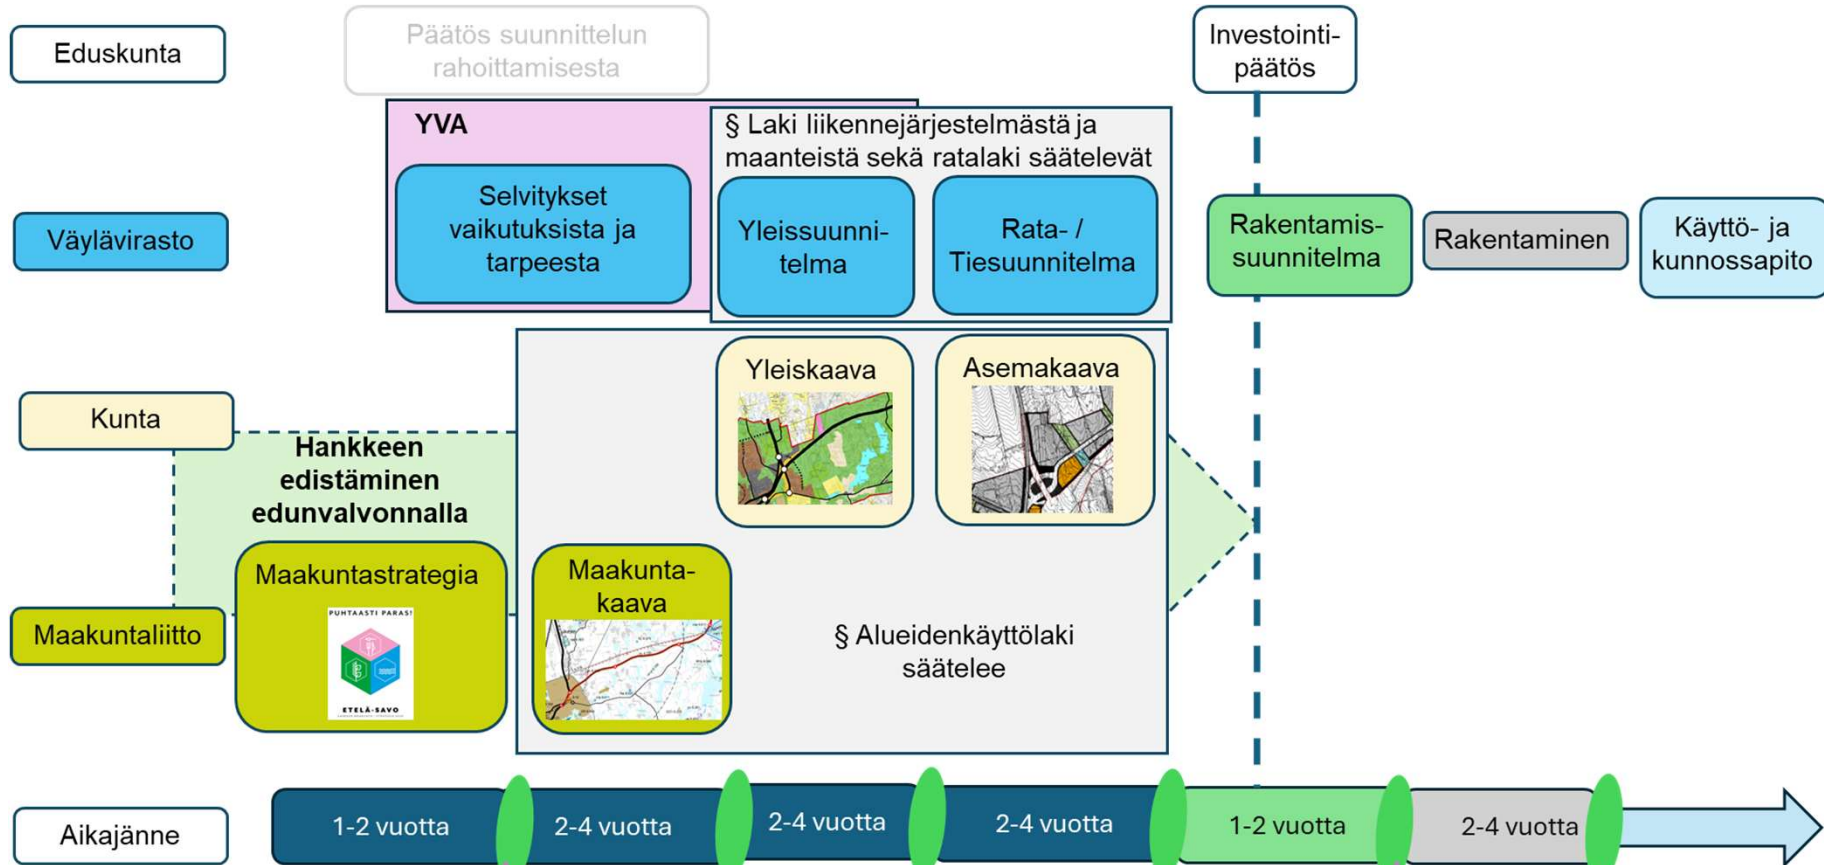 Eduskunta
Päätös suunnittelun
rahoittamisesta
Investointi-
päätös
YVA
§ Laki liikennejärjestelmästä ja
maanteistä sekä ratalaki säätelevät
Väylävirasto
Selvitykset
vaikutuksista ja
tarpeesta
Yleissuunni-
telma
Rata- /
Tiesuunnitelma
Rakentamis-
suunnitelma
Rakentaminen
Käyttö- ja
kunnossapito
Kunta
Yleiskaava
Asemakaava
Hankkeen
edistäminen
edunvalvonnalla
Maakuntaliitto
Maakuntastrategia
PUHTAASTI PARAS!
ETELÄ-SAVO
Maakunta-
kaava
§ Alueidenkäyttölaki
säätelee
Aikajänne
1-2 vuotta
2-4 vuotta
2-4 vuotta
2-4 vuotta
1-2 vuotta
2-4 vuotta